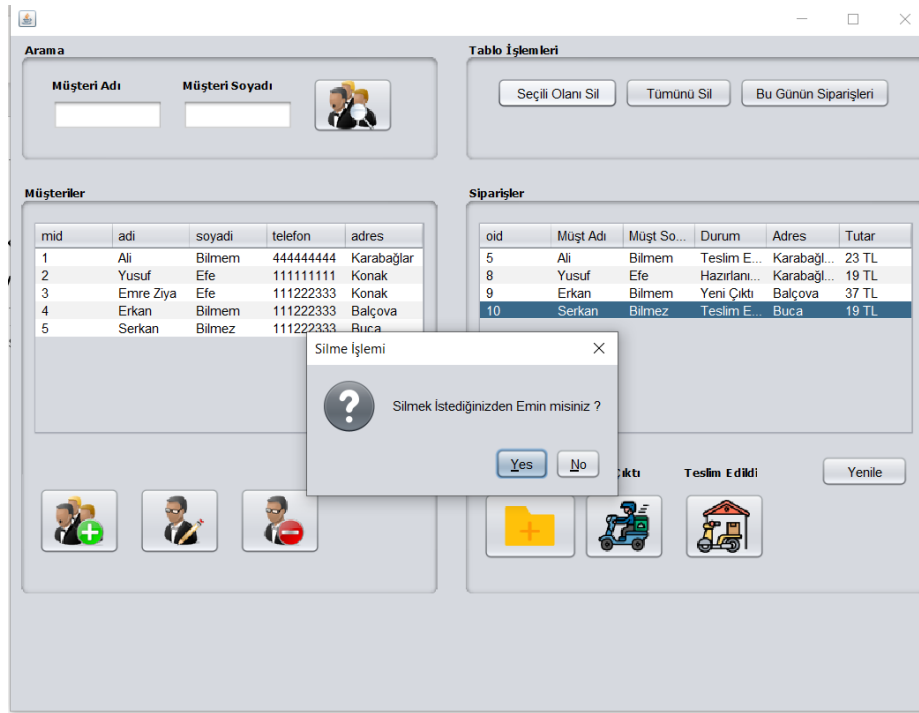 Arama
Müşteri Adı Müşteri Soyadı
Tablo İşlemleri
Seçili Olanı Sil Tümünü Sil Bu Günün Siparişleri
Müşteriler
mid adi soyadi telefon adres
1 Ali Bilmem 444444444 Karabağlar
2 Yusuf Efe 111111111 Konak
3 Emre Ziya Efe 111222333 Konak
4 Erkan Bilmem 111222333 Balçova
5 Serkan Bilmez 111222333 Buca
Siparişler
oid Müşt Adı Müşt So... Durum Adres Tutar
5 Ali Bilmem Teslim E... Karabağl... 23 TL
8 Yusuf Efe Hazırlanı... Karabağl... 19 TL
9 Erkan Bilmem Yeni Çıktı Balçova 37 TL
10 Serkan Bilmez Teslim E... Buca 19 TL
Silme İşlemi
Silmek İstediğinizden Emin misiniz ?
Yes No
Teslim Edildi Yenile